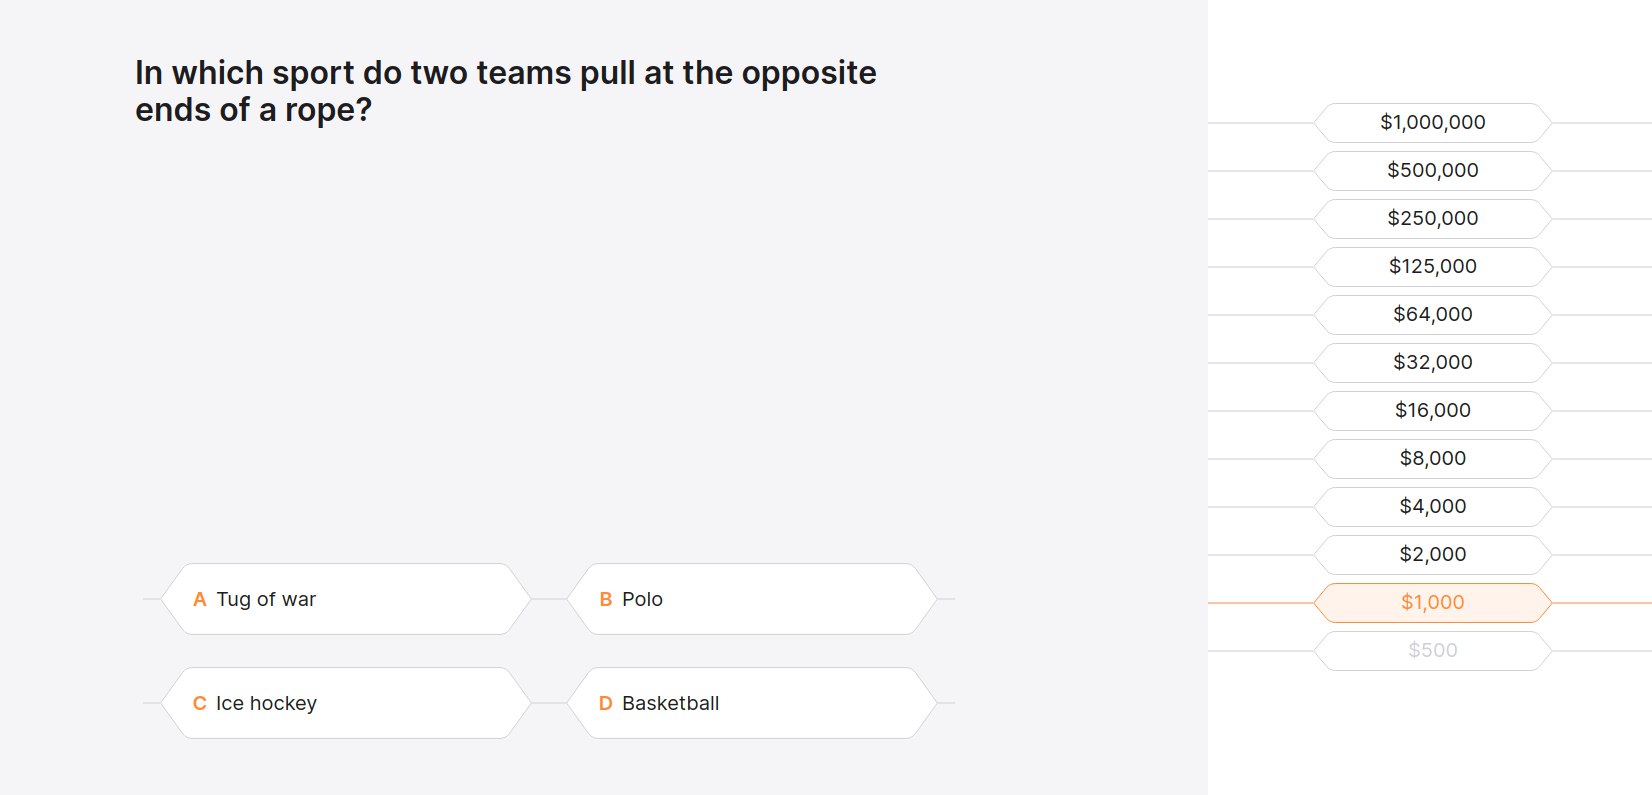 In which sport do two teams pull at the opposite
ends of a rope?
A Tug of war
B Polo
C Ice hockey
D Basketball
$1,000,000
$500,000
$250,000
$125,000
$64,000
$32,000
$16,000
$8,000
$4,000
$2,000
$1,000
$500